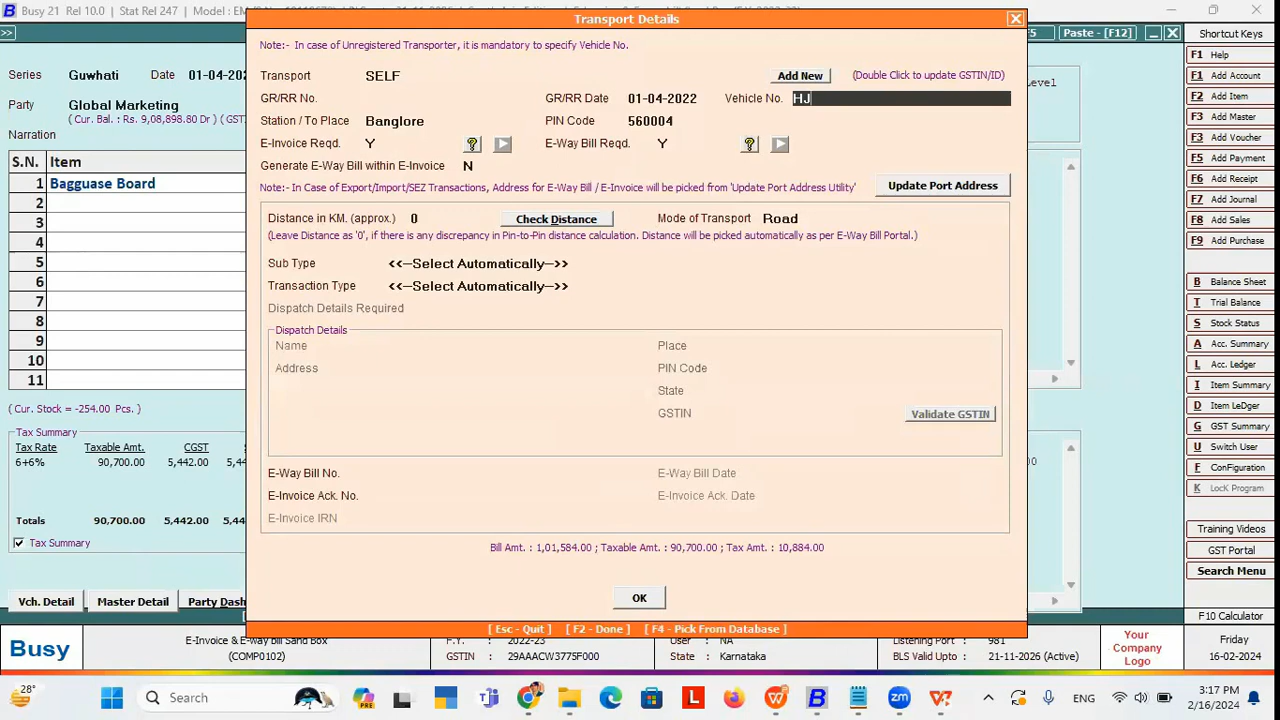 Busy 21 Rel 10.0 | Stat Rel 247 | Model : EM
Transport Details
>>
F5 Paste - [F12]
Shortcut Keys
Note:- In case of Unregistered Transporter, it is mandatory to specify Vehicle No.
F1 Help
F1 Add Account
F2 Add Item
F3 Add Master
F3 Add Voucher
F5 Add Payment
F6 Add Receipt
F7 Add Journal
F8 Add Sales
F9 Add Purchase
B Balance Sheet
T Trial Balance
S Stock Status
A Acc. Summary
L Acc. Ledger
I Item Summary
D Item LeDger
G GST Summary
U Switch User
F Configuration
K LocK Program
Training Videos
GST Portal
Search Menu
F10 Calculator
Series Guwhati Date 01-04-202
Party Global Marketing
( Cur. Bal. : Rs. 9,08,898.80 Dr ) (GST
Narration
S.N. Item
1 Bagguase Board
2
3
4
5
6
7
8
9
10
11
( Cur. Stock = -254.00 Pcs. )
Tax Summary
Tax Rate Taxable Amt. CGST
6+6% 90,700.00 5,442.00 5,44
Totals 90,700.00 5,442.00 5,44
Tax Summary
Vch. Detail Master Detail Party Dash
Transport SELF Add New (Double Click to update GSTIN/ID)
GR/RR No. GR/RR Date 01-04-2022 Vehicle No. HJ
Station / To Place Banglore PIN Code 560004
E-Invoice Reqd. Y ? E-Way Bill Reqd. Y ?
Generate E-Way Bill within E-Invoice N
Note:- In Case of Export/Import/SEZ Transactions, Address for E-Way Bill / E-Invoice will be picked from 'Update Port Address Utility' Update Port Address
Distance in KM. (approx.) 0 Check Distance Mode of Transport Road
(Leave Distance as '0', if there is any discrepancy in Pin-to-Pin distance calculation. Distance will be picked automatically as per E-Way Bill Portal.)
Sub Type <<--Select Automatically-->>
Transaction Type <<--Select Automatically-->>
Dispatch Details Required
Dispatch Details
Name Place
Address PIN Code
State
GSTIN Validate GSTIN
E-Way Bill No. E-Way Bill Date
E-Invoice Ack. No. E-Invoice Ack. Date
E-Invoice IRN
Bill Amt. : 1,01,584.00 ; Taxable Amt. : 90,700.00 ; Tax Amt. : 10,884.00
OK
[ Esc - Quit ] [ F2 - Done ] [ F4 - Pick From Database ]
Busy
E-Invoice & E-way bill Sand Box
(COMP0102)
F.Y. : 2022-23
GSTIN : 29AAACW3775F000
User : NA
State : Karnataka
Listening Port : 981
BLS Valid Upto : 21-11-2026 (Active)
Your
Company
Logo
Friday
16-02-2024
28°
Search
PRE
ENG
3:17 PM
2/16/2024